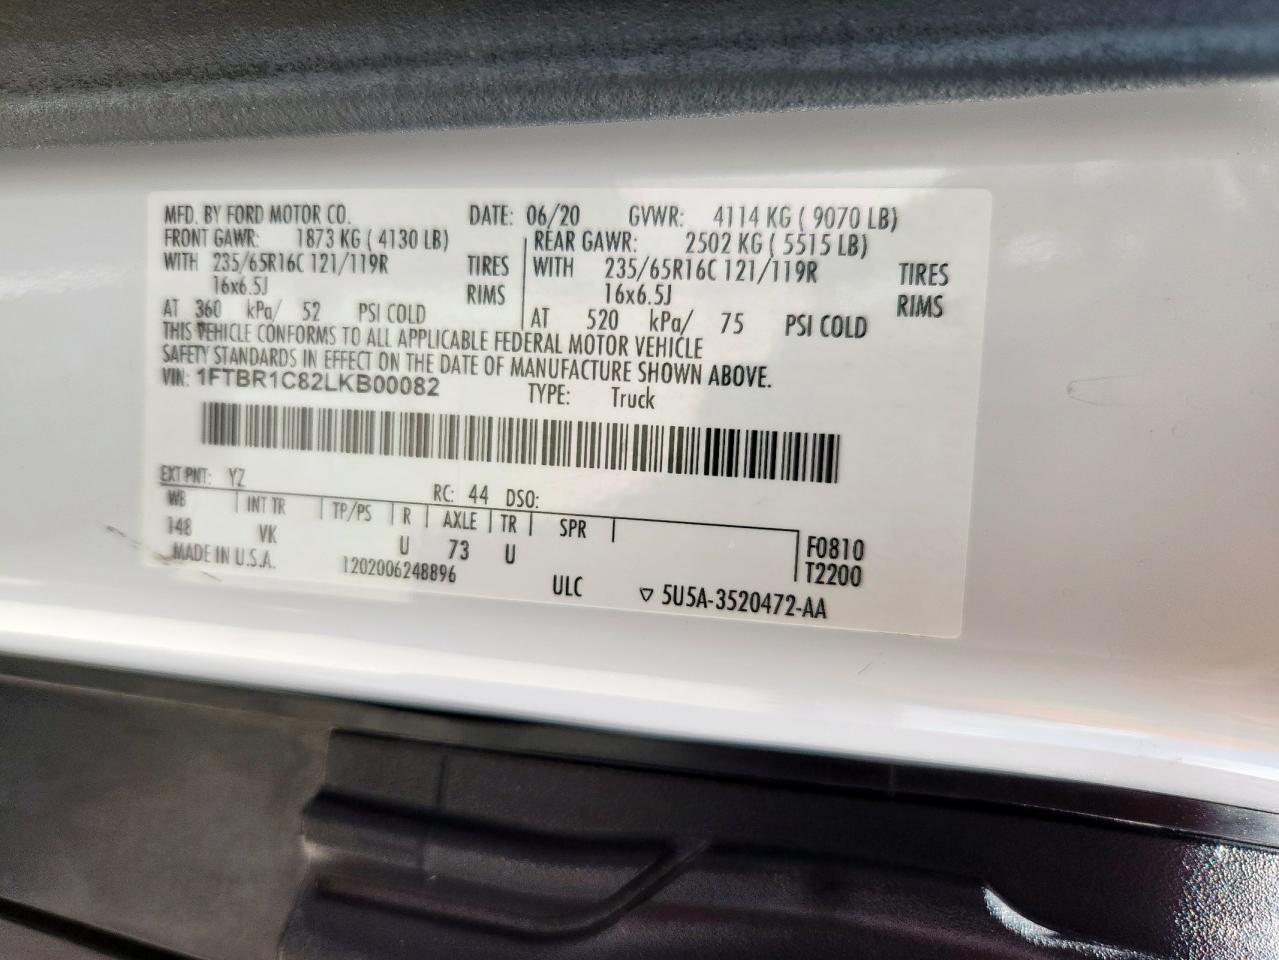 MFD. BY FORD MOTOR CO. DATE: 06/20 GVWR: 4114 KG ( 9070 LB)
FRONT GAWR: 1873 KG ( 4130 LB) REAR GAWR: 2502 KG ( 5515 LB)
WITH 235/65R16C 121/119R TIRES WITH 235/65R16C 121/119R TIRES
16x6.5J RIMS 16x6.5J RIMS
AT 360 kPa/ 52 PSI COLD AT 520 kPa/ 75 PSI COLD
THIS VEHICLE CONFORMS TO ALL APPLICABLE FEDERAL MOTOR VEHICLE
SAFETY STANDARDS IN EFFECT ON THE DATE OF MANUFACTURE SHOWN ABOVE.
VIN: 1FTBR1C82LKB00082 TYPE: Truck
EXT PNT: YZ RC: 44 DSO:
WB INT TR TP/PS R AXLE TR SPR
148 VK U 73 U F0810
T2200
MADE IN U.S.A. 1202006248896 ULC ▽ 5U5A-3520472-AA